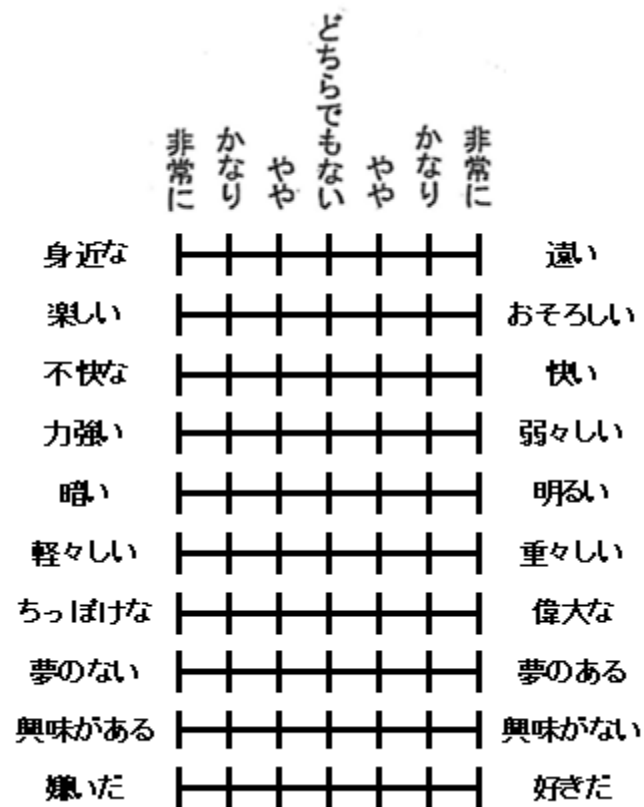 非常に かなり やや どちらでもない やや かなり 非常に
身近な 遠い
楽しい おそろしい
不快な 快い
力強い 弱々しい
暗い 明るい
軽々しい 重々しい
ちっぽけな 偉大な
夢のない 夢のある
興味がある 興味がない
嫌いだ 好きだ